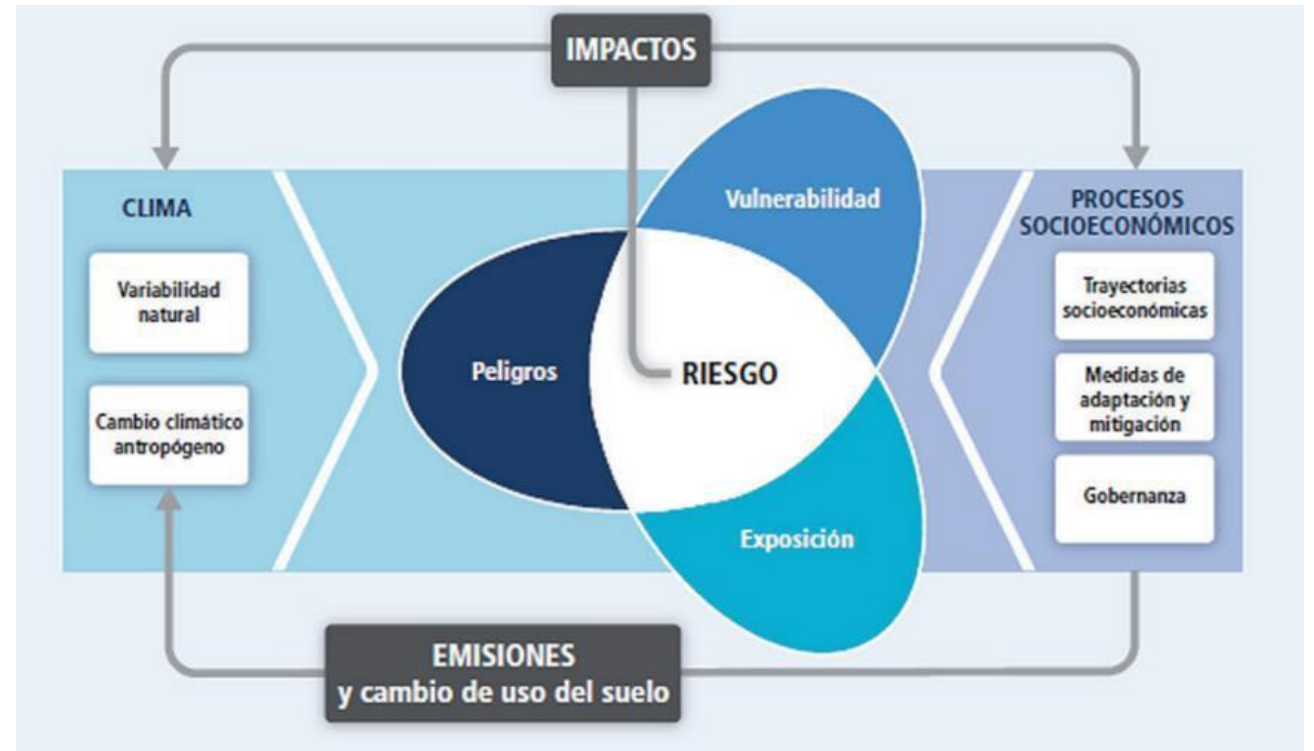 IMPACTOS
CLIMA
Variabilidad
natural
Cambio climático
antropógeno
Vulnerabilidad
Peligros
RIESGO
Exposición
PROCESOS
SOCIOECONÓMICOS
Trayectorias
socioeconómicas
Medidas de
adaptación y
mitigación
Gobernanza
EMISIONES
y cambio de uso del suelo